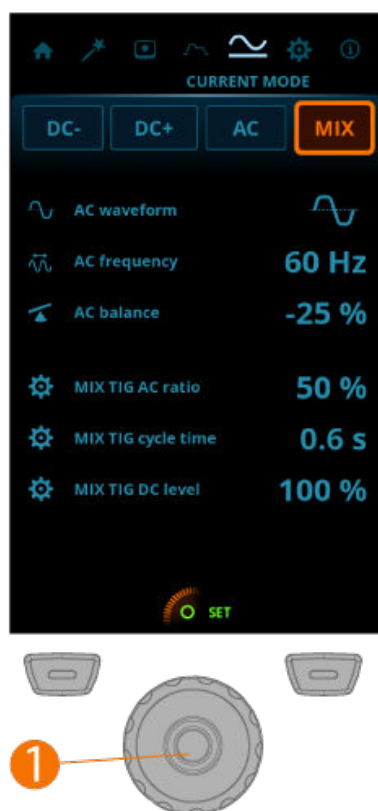 CURRENT MODE
DC- DC+ AC MIX
AC waveform
AC frequency 60 Hz
AC balance -25 %
MIX TIG AC ratio 50 %
MIX TIG cycle time 0.6 s
MIX TIG DC level 100 %
SET
1